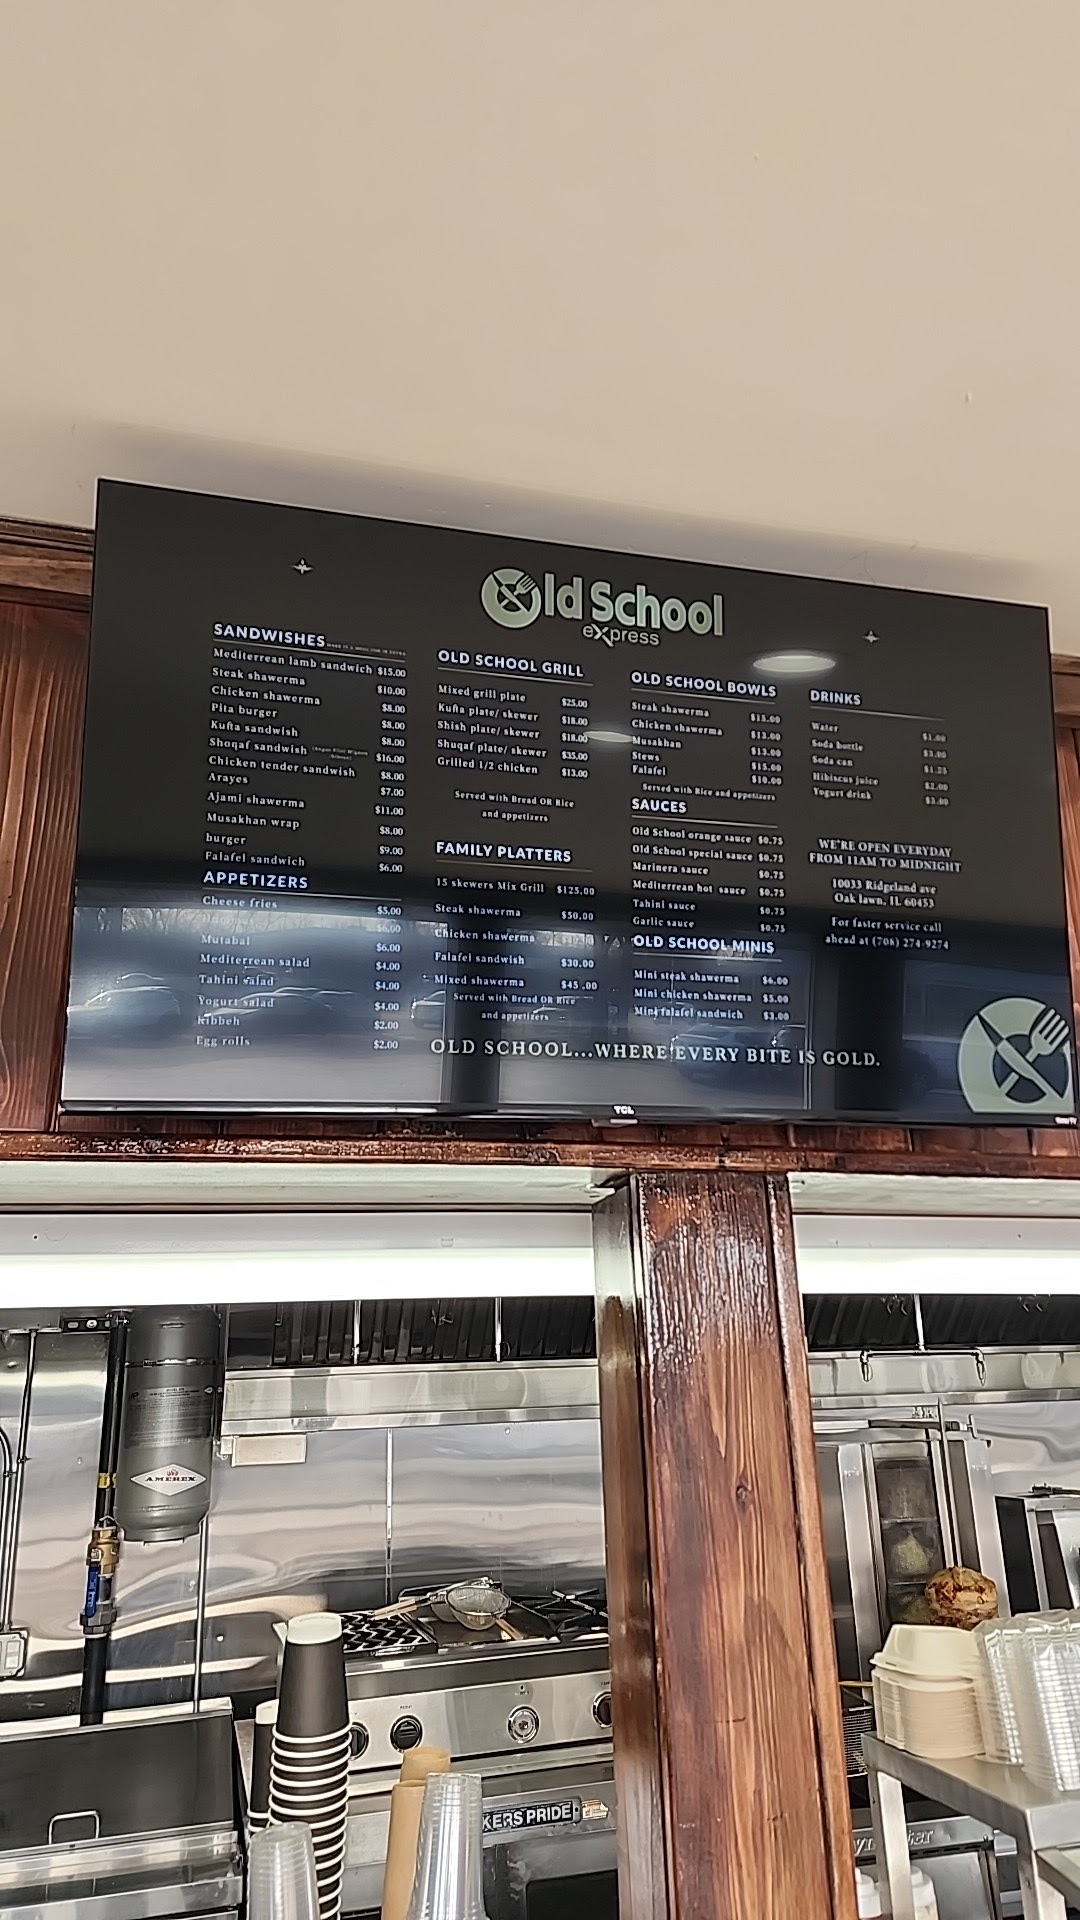 Old School
express
SANDWISHES
Mediterrean lamb sandwich $15.00
Steak shawerma $10.00
Chicken shawerma $8.00
Pita burger $8.00
Kufta sandwish $8.00
Shoqaf sandwish $16.00
Chicken tender sandwish $8.00
Arayes $7.00
Ajami shawerma $11.00
Musakhan wrap $8.00
burger $9.00
Falafel sandwich $6.00
APPETIZERS
Cheese fries $5.00
$6.00
Mutabal $6.00
Mediterrean salad $4.00
Tahini salad $4.00
Yogurt salad $4.00
Kibbeh $2.00
Egg rolls $2.00
OLD SCHOOL GRILL
Mixed grill plate $25.00
Kufta plate/ skewer $18.00
Shish plate/ skewer $18.00
Shuqaf plate/ skewer $35.00
Grilled 1/2 chicken $13.00
Served with Bread OR Rice
and appetizers
FAMILY PLATTERS
15 skewers Mix Grill $125.00
Steak shawerma $50.00
Chicken shawerma
Falafel sandwish $30.00
Mixed shawerma $45 .00
Served with Bread OR Rice
and appetizers
OLD SCHOOL BOWLS
Steak shawerma $15.00
Chicken shawerma $13.00
Musakhan $13.00
Stews $15.00
Falafel $10.00
Served with Rice and appetizers
SAUCES
Old School orange sauce $0.75
Old School special sauce $0.75
Marinera sauce $0.75
Mediterrean hot sauce $0.75
Tahini sauce $0.75
Garlic sauce $0.75
OLD SCHOOL MINIS
Mini steak shawerma $6.00
Mini chicken shawerma $5.00
Mini falafel sandwich $3.00
DRINKS
Water $1.00
Soda bottle $3.00
Soda can $1.25
Hibiscus juice $2.00
Yogurt drink $3.00
WE'RE OPEN EVERYDAY
FROM 11AM TO MIDNIGHT
10033 Ridgeland ave
Oak lawn, IL 60453
For faster service call
ahead at (708) 274-9274
OLD SCHOOL...WHERE EVERY BITE IS GOLD.
TCL
AMEREX
KERS PRIDE